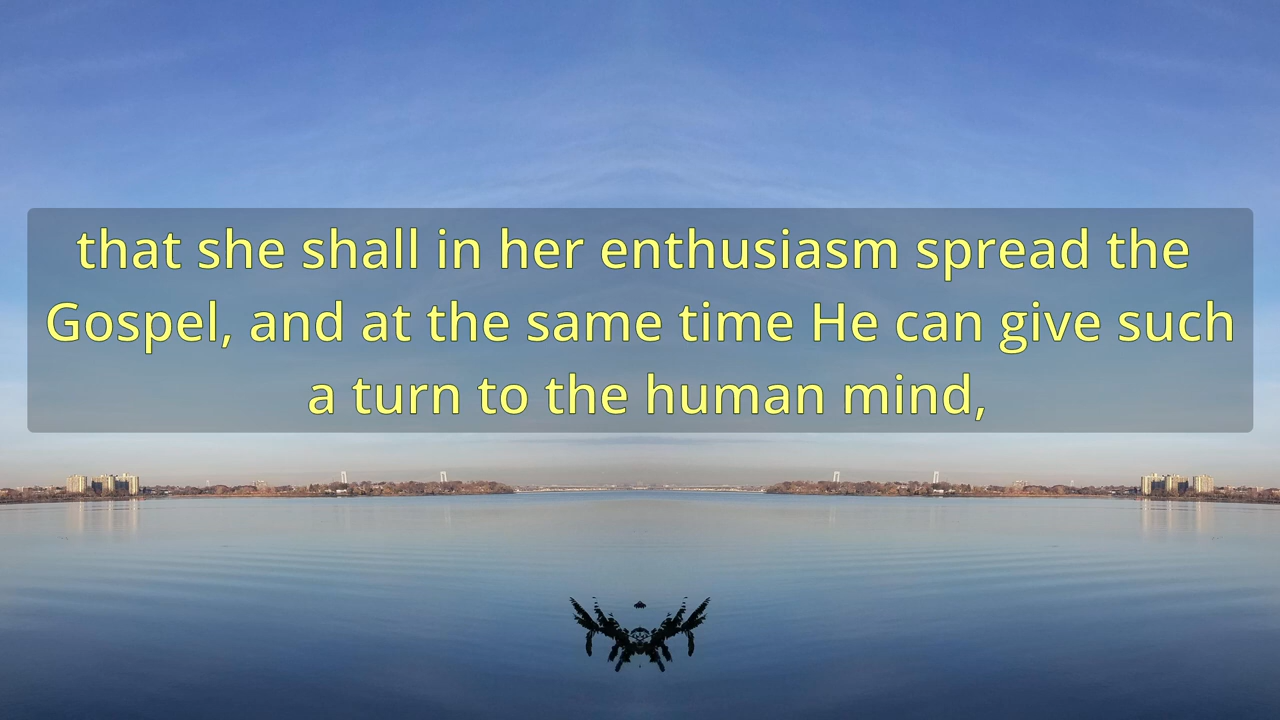 that she shall in her enthusiasm spread the
Gospel, and at the same time He can give such
a turn to the human mind,